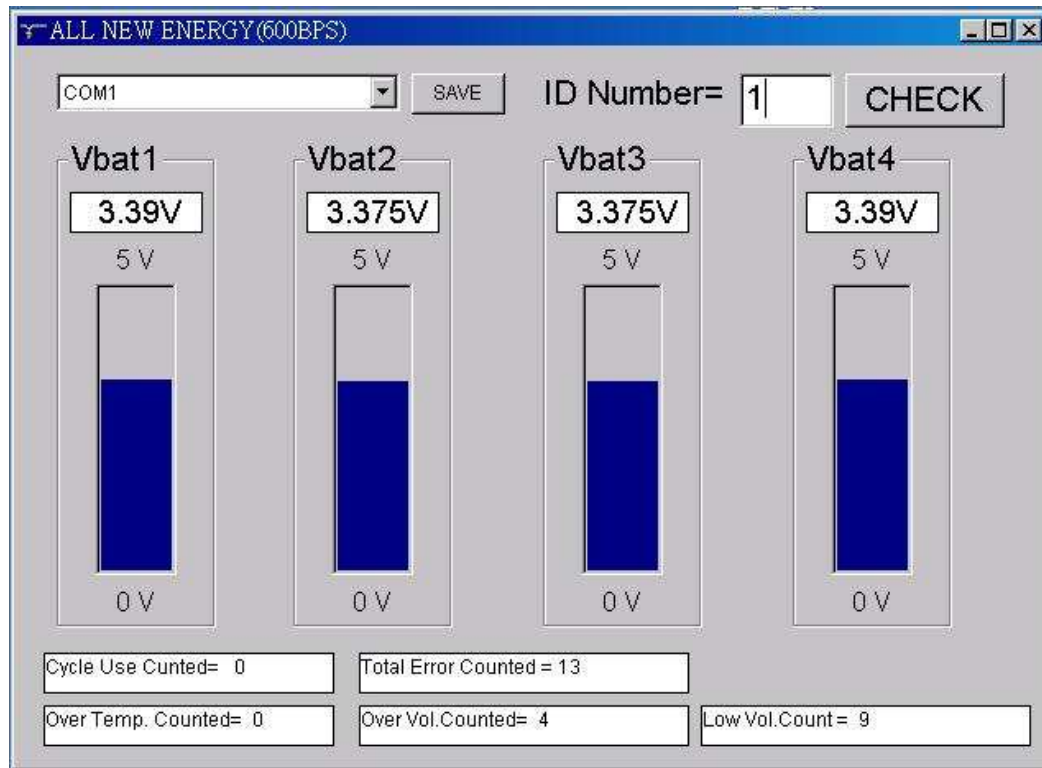 ALL NEW ENERGY(600BPS)
COM1 SAVE ID Number= 1 CHECK
Vbat1 Vbat2 Vbat3 Vbat4
3.39V 3.375V 3.375V 3.39V
5 V 5 V 5 V 5 V
0 V 0 V 0 V 0 V
Cycle Use Cunted= 0 Total Error Counted = 13
Over Temp. Counted= 0 Over Vol.Counted= 4 Low Vol.Count = 9